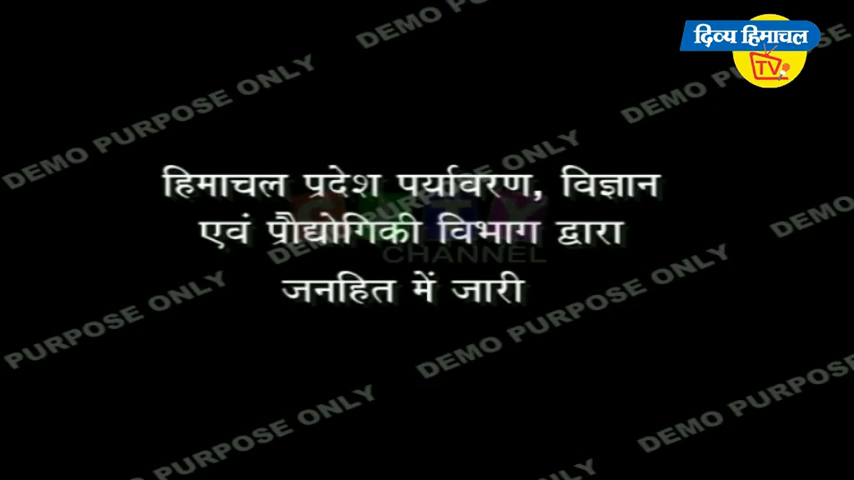 दिव्य हिमाचल
TV
DEMO PURPOSE ONLY
DEMO PURPOSE ONLY
DEMO PURPOSE ONLY
हिमाचल प्रदेश पर्यावरण, विज्ञान
एवं प्रौद्योगिकी विभाग द्वारा
CHANNEL
जनहित में जारी
DEMO PURPOSE ONLY
DEMO
PURPOSE ONLY
DEMO PURPOSE ONLY
DEMO PURPOSE
PURPOSE ONLY
ONLY